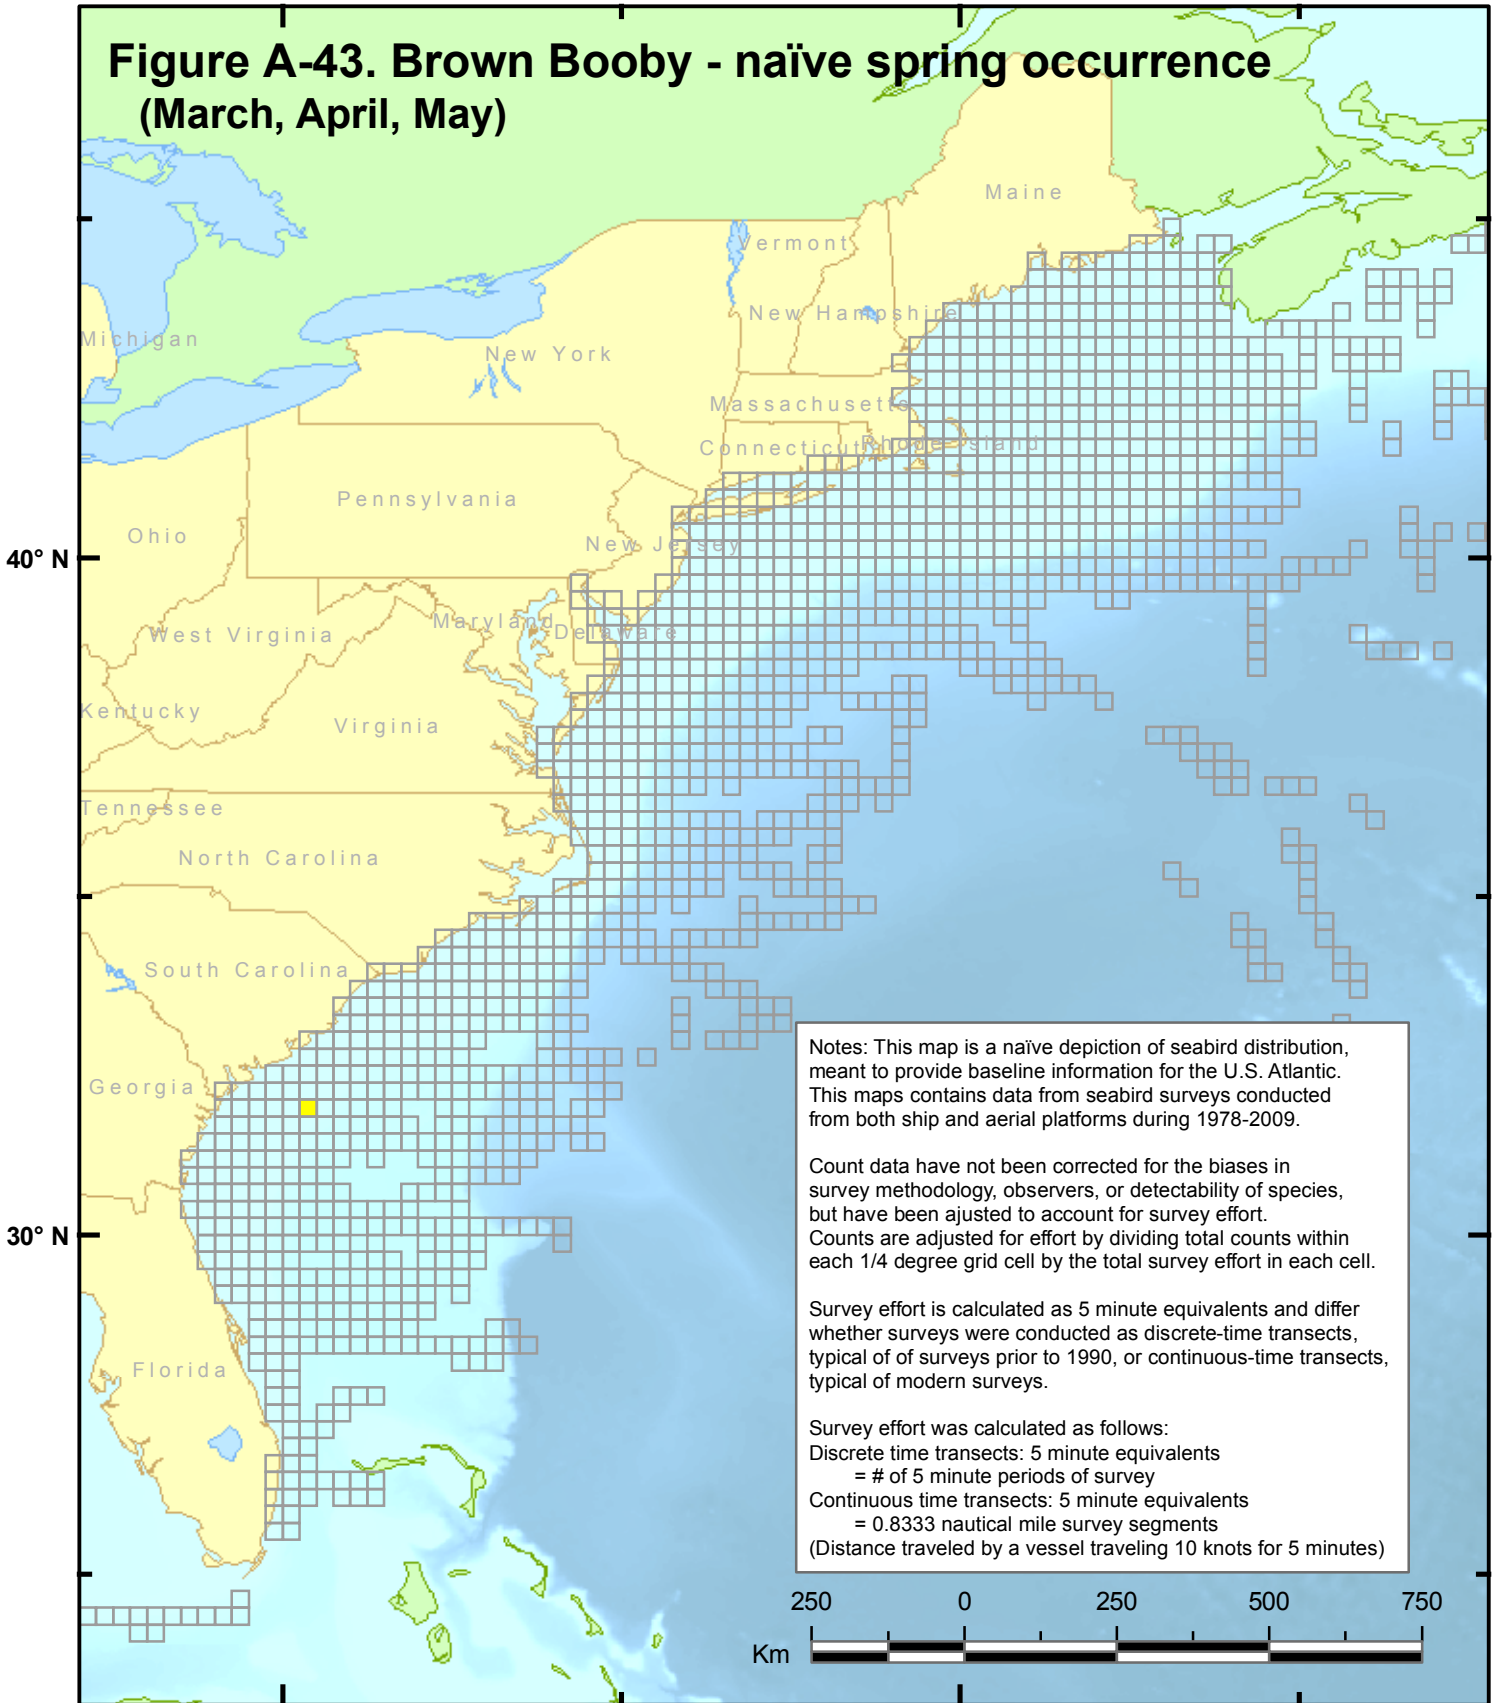 Figure A-43. Brown Booby - naïve spring occurrence
(March, April, May)
Maine
Vermont
New Hampshire
Michigan
New York
Massachusetts
Connecticut
Rhode Island
Pennsylvania
Ohio
New Jersey
40° N
Maryland
Delaware
West Virginia
Kentucky
Virginia
Tennessee
North Carolina
South Carolina
Georgia
30° N
Florida
Notes: This map is a naïve depiction of seabird distribution,
meant to provide baseline information for the U.S. Atlantic.
This maps contains data from seabird surveys conducted
from both ship and aerial platforms during 1978-2009.
Count data have not been corrected for the biases in
survey methodology, observers, or detectability of species,
but have been ajusted to account for survey effort.
Counts are adjusted for effort by dividing total counts within
each 1/4 degree grid cell by the total survey effort in each cell.
Survey effort is calculated as 5 minute equivalents and differ
whether surveys were conducted as discrete-time transects,
typical of of surveys prior to 1990, or continuous-time transects,
typical of modern surveys.
Survey effort was calculated as follows:
Discrete time transects: 5 minute equivalents
= # of 5 minute periods of survey
Continuous time transects: 5 minute equivalents
= 0.8333 nautical mile survey segments
(Distance traveled by a vessel traveling 10 knots for 5 minutes)
250 0 250 500 750
Km